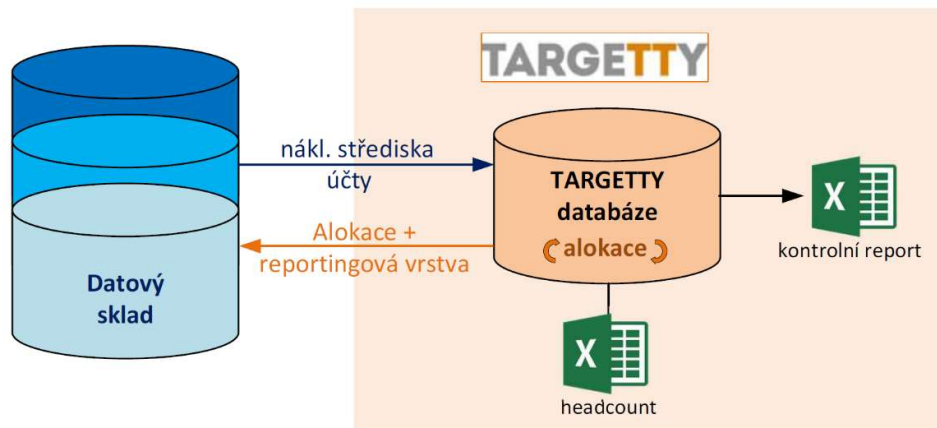 TARGETTY
nákl. střediska
účty
Alokace +
reportingová vrstva
Datový
sklad
TARGETTY
databáze
alokace
X
kontrolní report
X
headcount